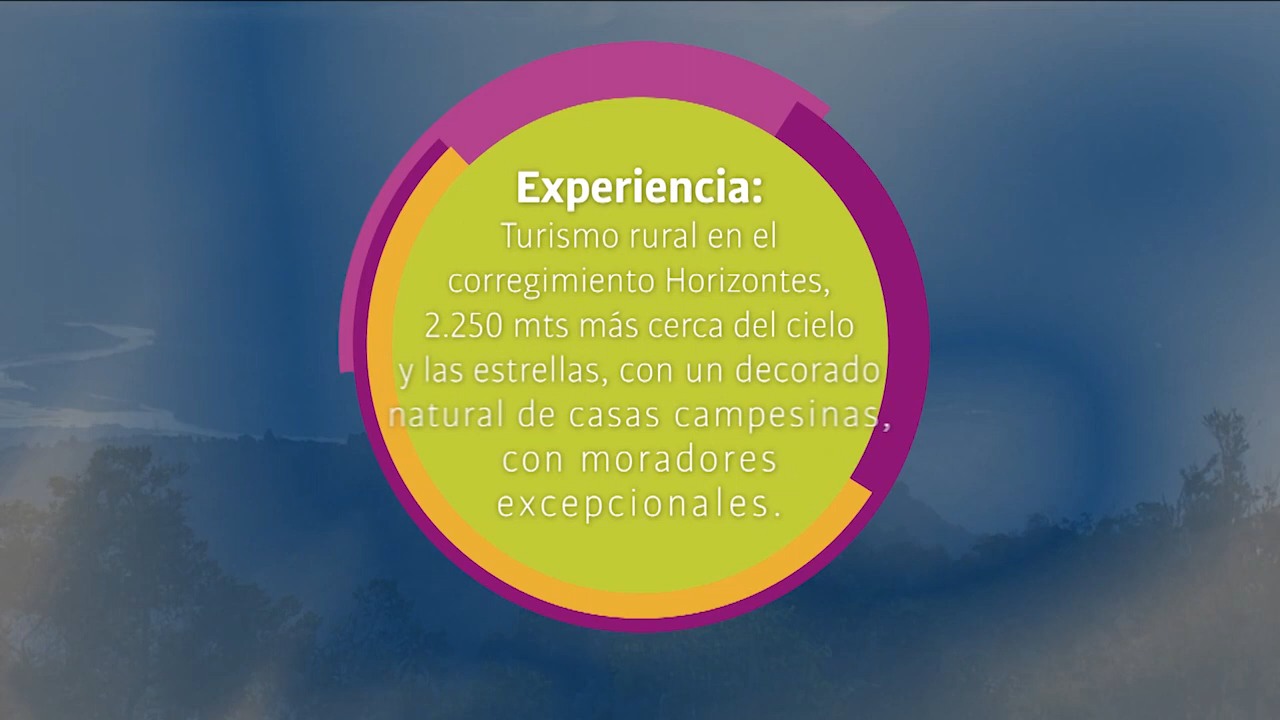 Experiencia:
Turismo rural en el
corregimiento Horizontes,
2.250 mts más cerca del cielo
y las estrellas, con un decorado
natural de casas campesinas,
con moradores
excepcionales.